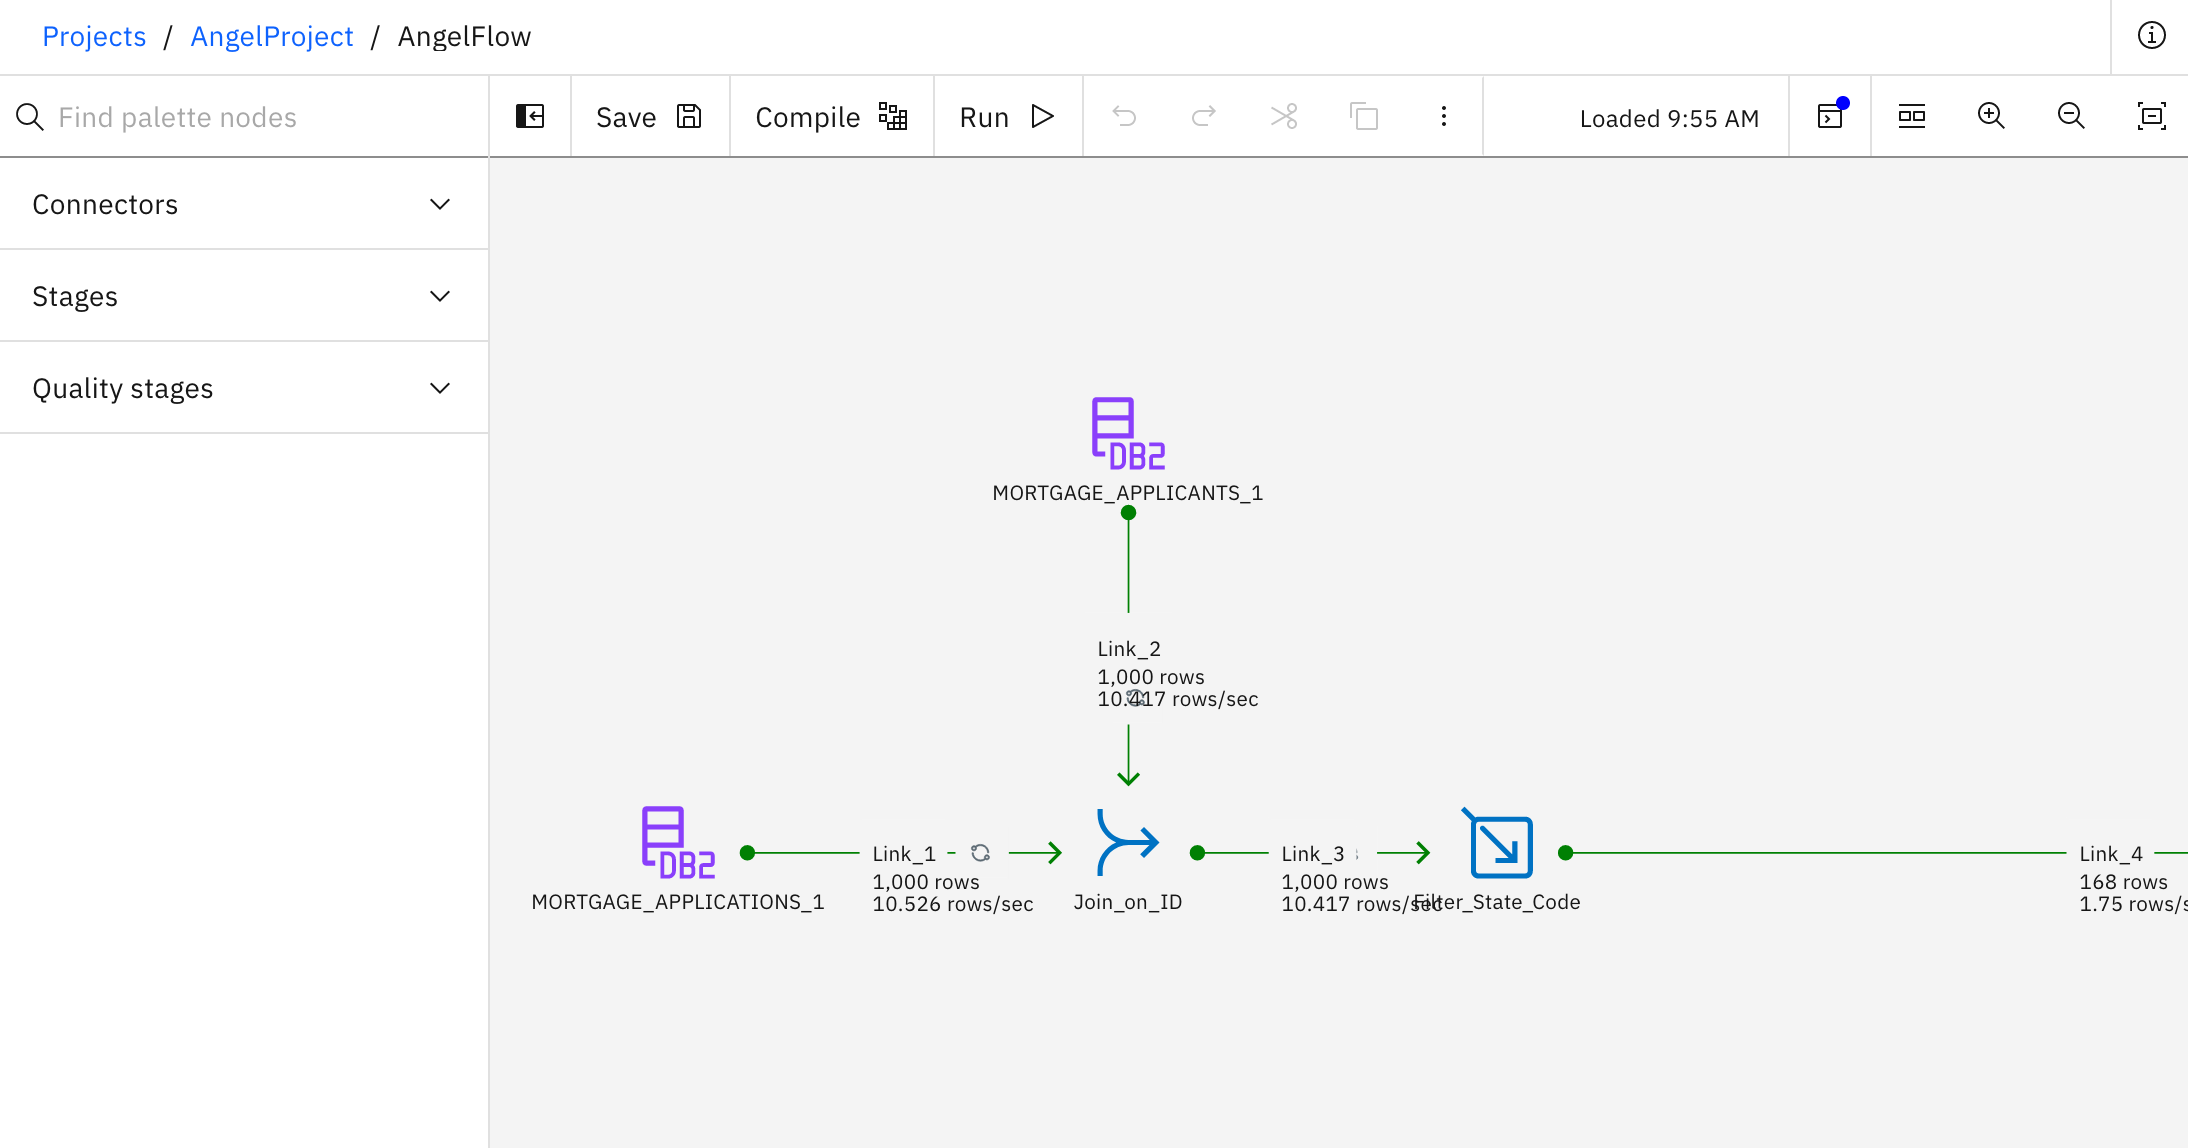 Projects / AngelProject / AngelFlow
Find palette nodes
Save
Compile
Run
Loaded 9:55 AM
Connectors
Stages
Quality stages
DB2
MORTGAGE_APPLICANTS_1
Link_2
1,000 rows
10.417 rows/sec
DB2
MORTGAGE_APPLICATIONS_1
Link_1
1,000 rows
10.526 rows/sec
Join_on_ID
Link_3
1,000 rows
10.417 rows/sec
Filter_State_Code
Link_4
168 rows
1.75 rows/s